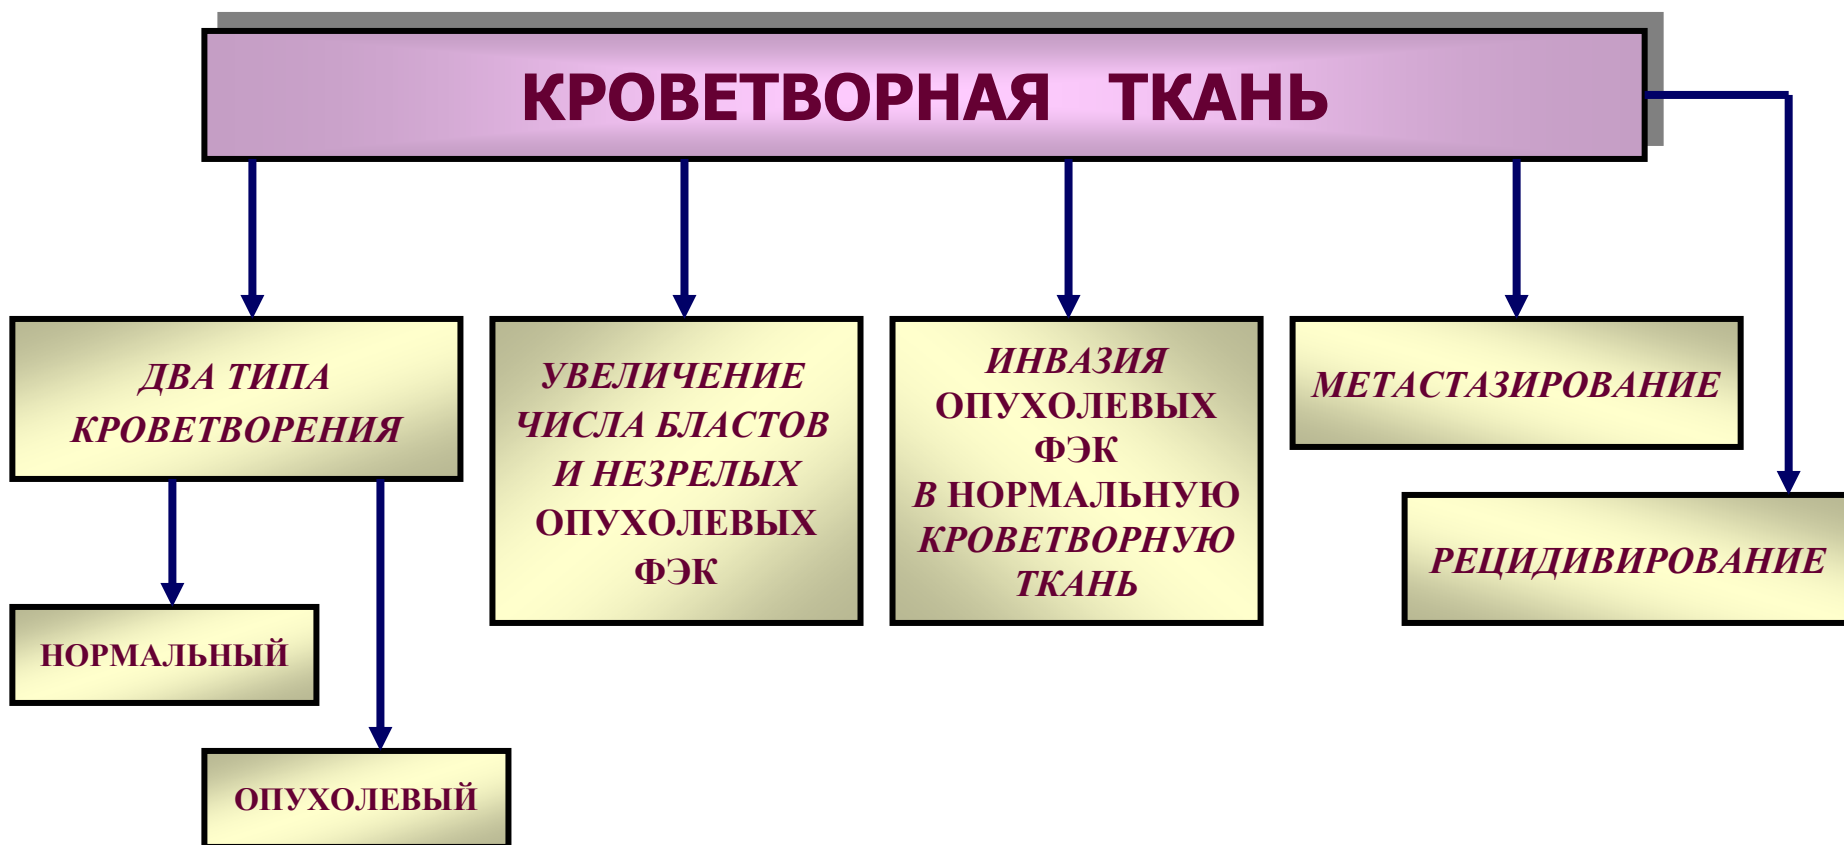 КРОВЕТВОРНАЯ ТКАНЬ
ДВА ТИПА
КРОВЕТВОРЕНИЯ
УВЕЛИЧЕНИЕ
ЧИСЛА БЛАСТОВ
И НЕЗРЕЛЫХ
ОПУХОЛЕВЫХ
ФЭК
ИНВАЗИЯ
ОПУХОЛЕВЫХ
ФЭК
В НОРМАЛЬНУЮ
КРОВЕТВОРНУЮ
ТКАНЬ
МЕТАСТАЗИРОВАНИЕ
РЕЦИДИВИРОВАНИЕ
НОРМАЛЬНЫЙ
ОПУХОЛЕВЫЙ